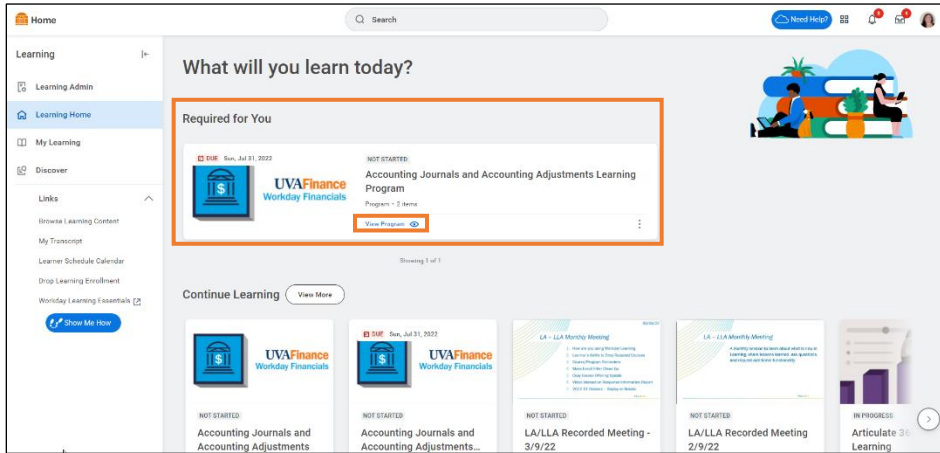 Home
Search
Need Help?
Learning
Learning Admin
Learning Home
My Learning
Discover
Links
Browse Learning Content
My Transcript
Learner Schedule Calendar
Drop Learning Enrollment
Workday Learning Essentials
Show Me How
What will you learn today?
Required for You
DUE Sun, Jul 31, 2022
UVAFinance
Workday Financials
NOT STARTED
Accounting Journals and Accounting Adjustments Learning
Program
Program • 2 items
View Program
Showing 1 of 1
Continue Learning
View More
UVAFinance
Workday Financials
NOT STARTED
Accounting Journals and
Accounting Adjustments
DUE Sun, Jul 31, 2022
UVAFinance
Workday Financials
NOT STARTED
Accounting Journals and
Accounting Adjustments...
LA – LLA Monthly Meeting
NOT STARTED
LA/LLA Recorded Meeting -
3/9/22
LA – LLA Monthly Meeting
NOT STARTED
LA/LLA Recorded Meeting
2/9/22
IN PROGRESS
Articulate 36
Learning